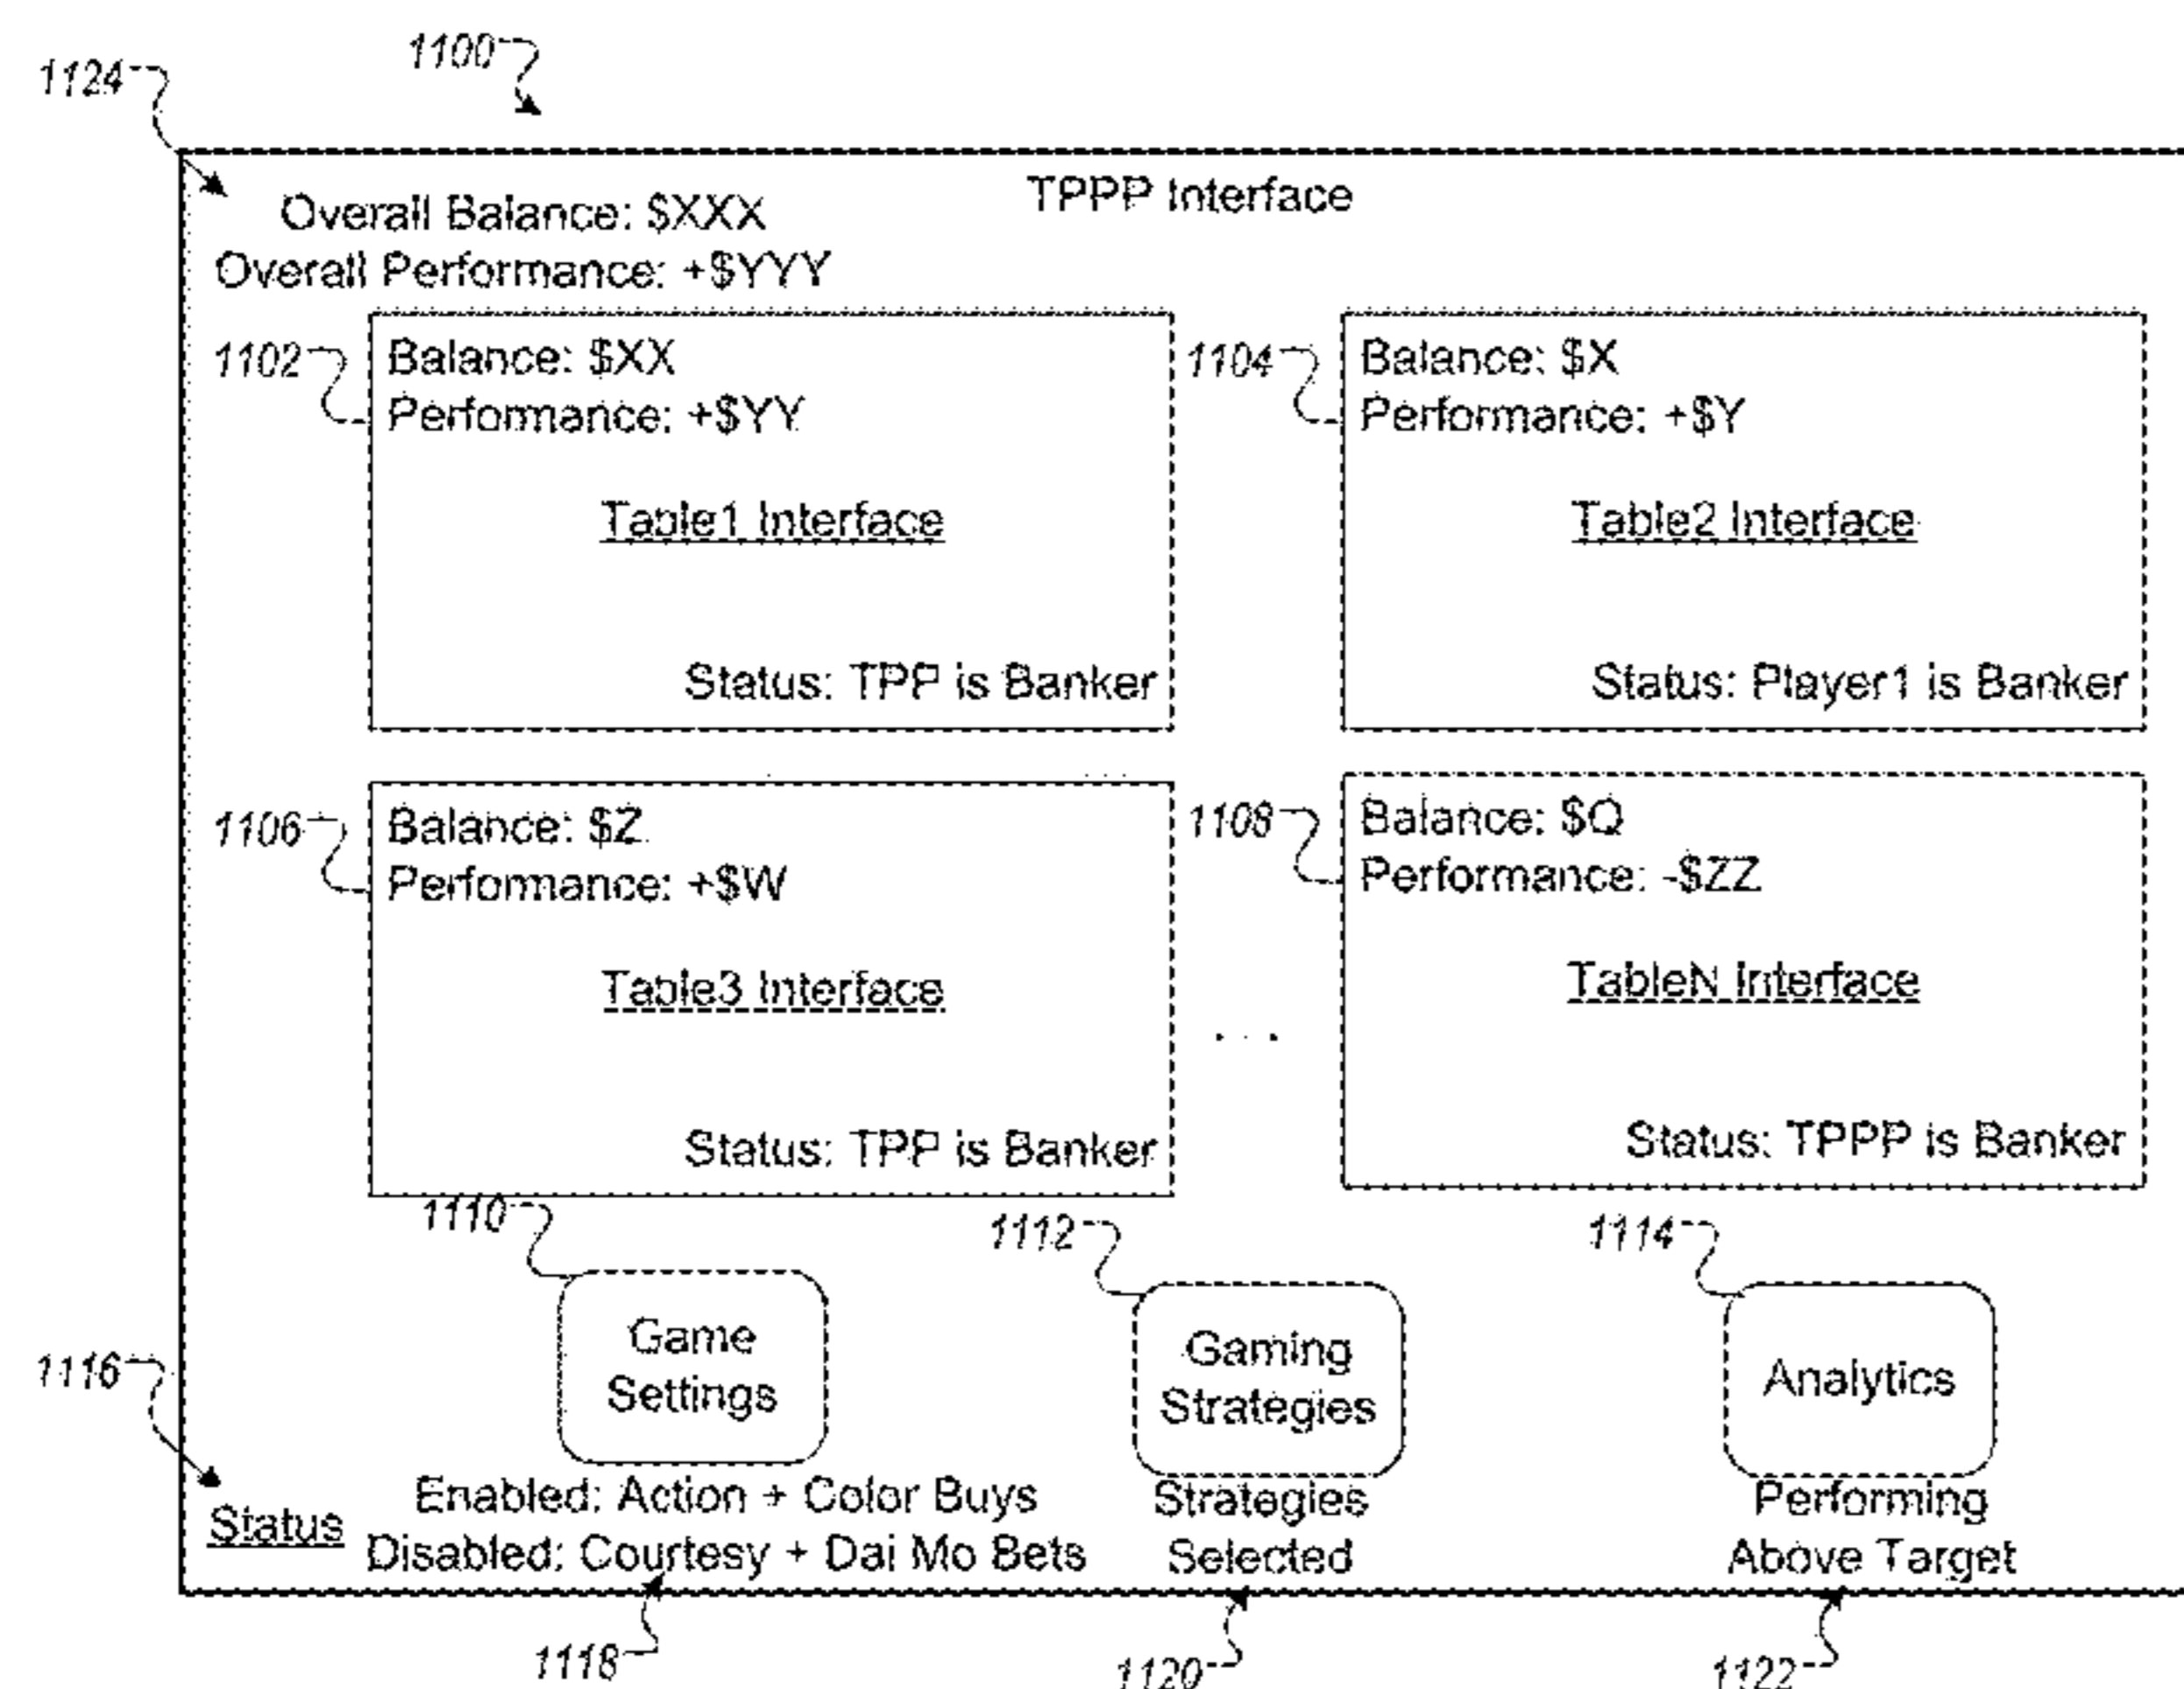 1100
1124
TPPP Interface
Overall Balance: $XXX
Overall Performance: +$YYY
1102
Balance: $XX
Performance: +$YY
Table1 Interface
Status: TPP is Banker
1104
Balance: $X
Performance: +$Y
Table2 Interface
Status: Player1 is Banker
1106
Balance: $Z
Performance: +$W
Table3 Interface
Status: TPP is Banker
. . .
1108
Balance: $Q
Performance: -$ZZ
TableN Interface
Status: TPPP is Banker
1110
Game
Settings
1112
Gaming
Strategies
1114
Analytics
1116
Status
Enabled: Action + Color Buys
Disabled: Courtesy + Dai Mo Bets
Strategies
Selected
Performing
Above Target
1118
1120
1122